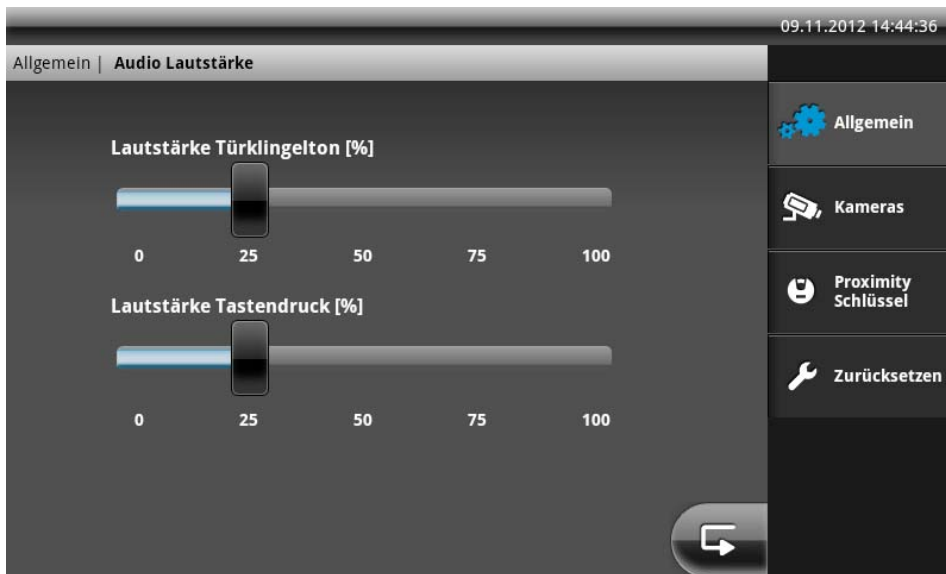 09.11.2012 14:44:36
Allgemein | Audio Lautstärke
Lautstärke Türklingelton [%]
0 25 50 75 100
Lautstärke Tastendruck [%]
0 25 50 75 100
Allgemein
Kameras
Proximity
Schlüssel
Zurücksetzen